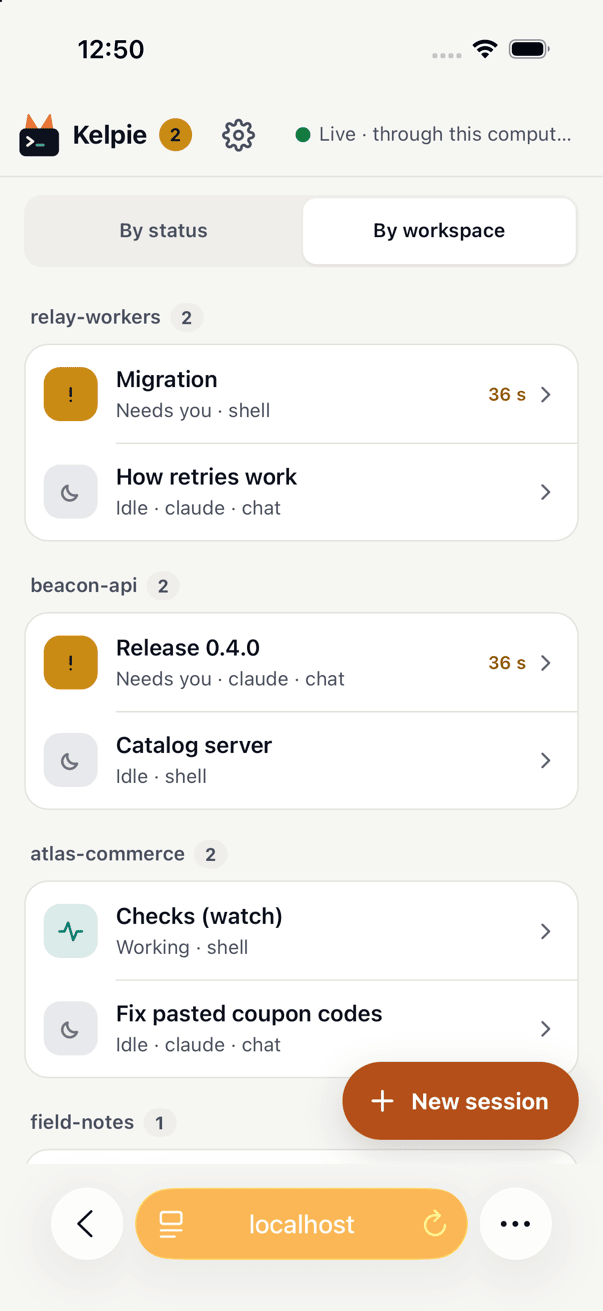 12:50
Kelpie 2 Live · through this comput...
By status By workspace
relay-workers 2
! Migration 36 s
Needs you · shell
How retries work
Idle · claude · chat
beacon-api 2
! Release 0.4.0 36 s
Needs you · claude · chat
Catalog server
Idle · shell
atlas-commerce 2
Checks (watch)
Working · shell
Fix pasted coupon codes
Idle · claude · chat
+ New session
field-notes 1
localhost